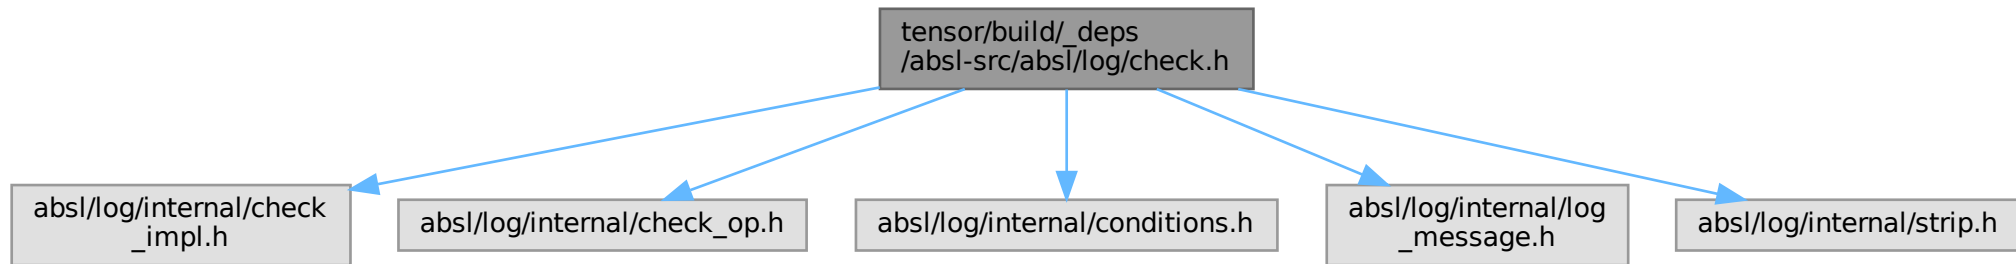 tensor/build/_deps
/absl-src/absl/log/check.h
absl/log/internal/check
_impl.h
absl/log/internal/check_op.h
absl/log/internal/conditions.h
absl/log/internal/log
_message.h
absl/log/internal/strip.h